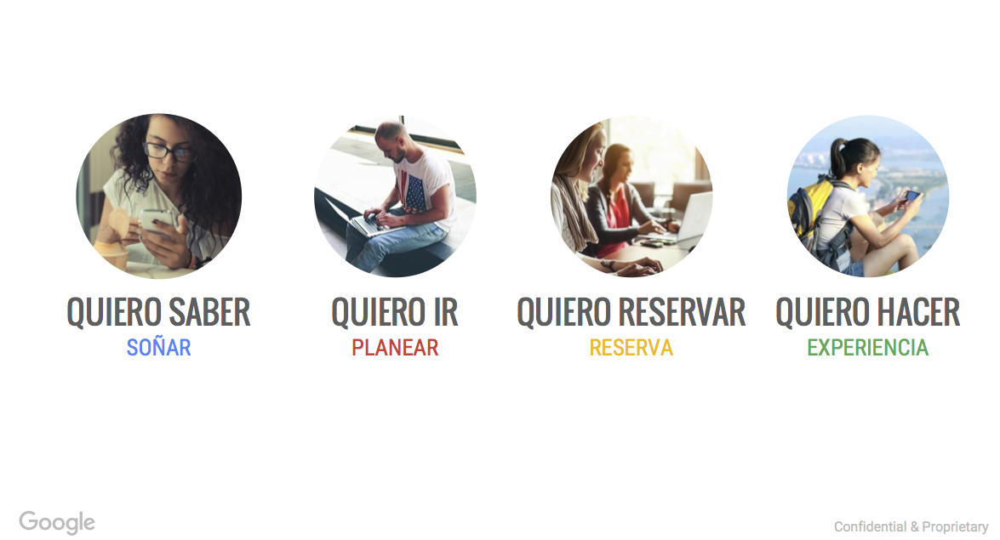 QUIERO SABER
SOÑAR
QUIERO IR
PLANEAR
QUIERO RESERVAR
RESERVA
QUIERO HACER
EXPERIENCIA
Google
Confidential & Proprietary